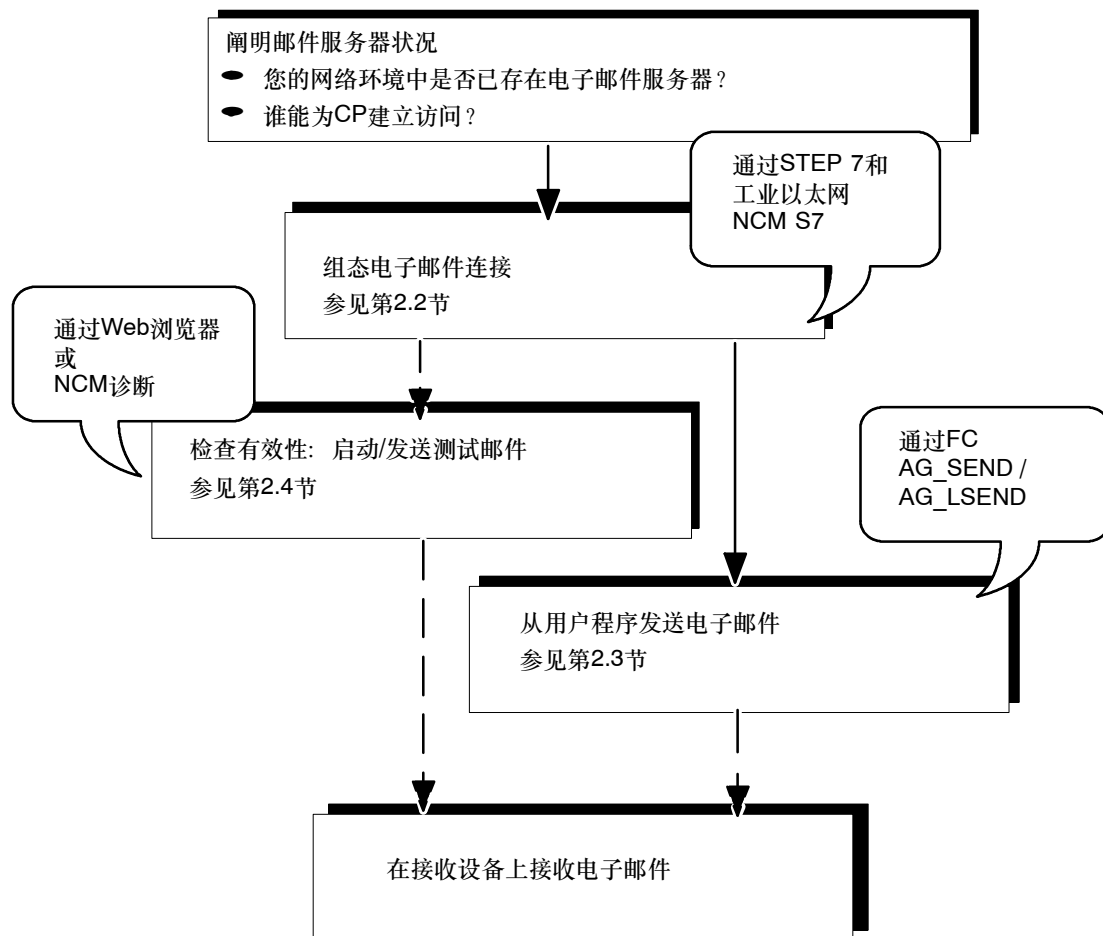 阐明邮件服务器状况
● 您的网络环境中是否已存在电子邮件服务器？
● 谁能为CP建立访问？
通过STEP 7和
工业以太网
NCM S7
组态电子邮件连接
参见第2.2节
通过Web浏览器
或
NCM诊断
检查有效性: 启动/发送测试邮件
参见第2.4节
通过FC
AG_SEND /
AG_LSEND
从用户程序发送电子邮件
参见第2.3节
在接收设备上接收电子邮件